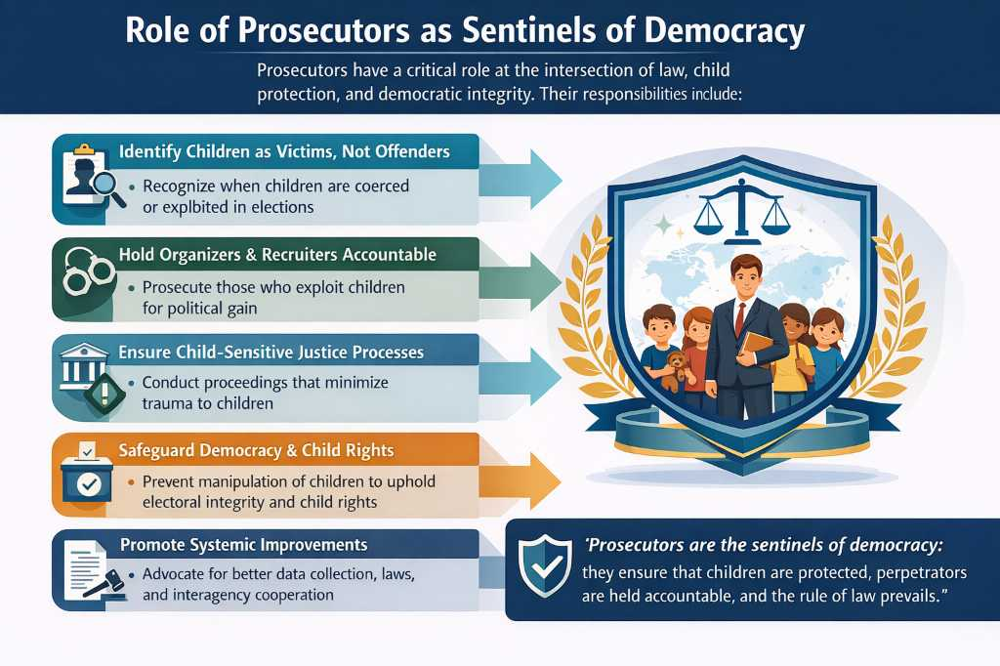 Role of Prosecutors as Sentinels of Democracy
Prosecutors have a critical role at the intersection of law, child
protection, and democratic integrity. Their responsibilities include:
Identify Children as Victims, Not Offenders
• Recognize when children are coerced
or explbited in elections
Hold Organizers & Recruiters Accountable
• Prosecute those who exploit children
for political gain
Ensure Child-Sensitive Justice Processes
• Conduct proceedings that minimize
trauma to children
Safeguard Democracy & Child Rights
• Prevent manipulation of children to uphold
electoral integrity and child rights
Promote Systemic Improvements
• Advocate for better data collection, laws,
and interagency cooperation
'Prosecutors are the sentinels of democracy:
they ensure that children are protected, perpetrators
are held accountable, and the rule of law prevails."